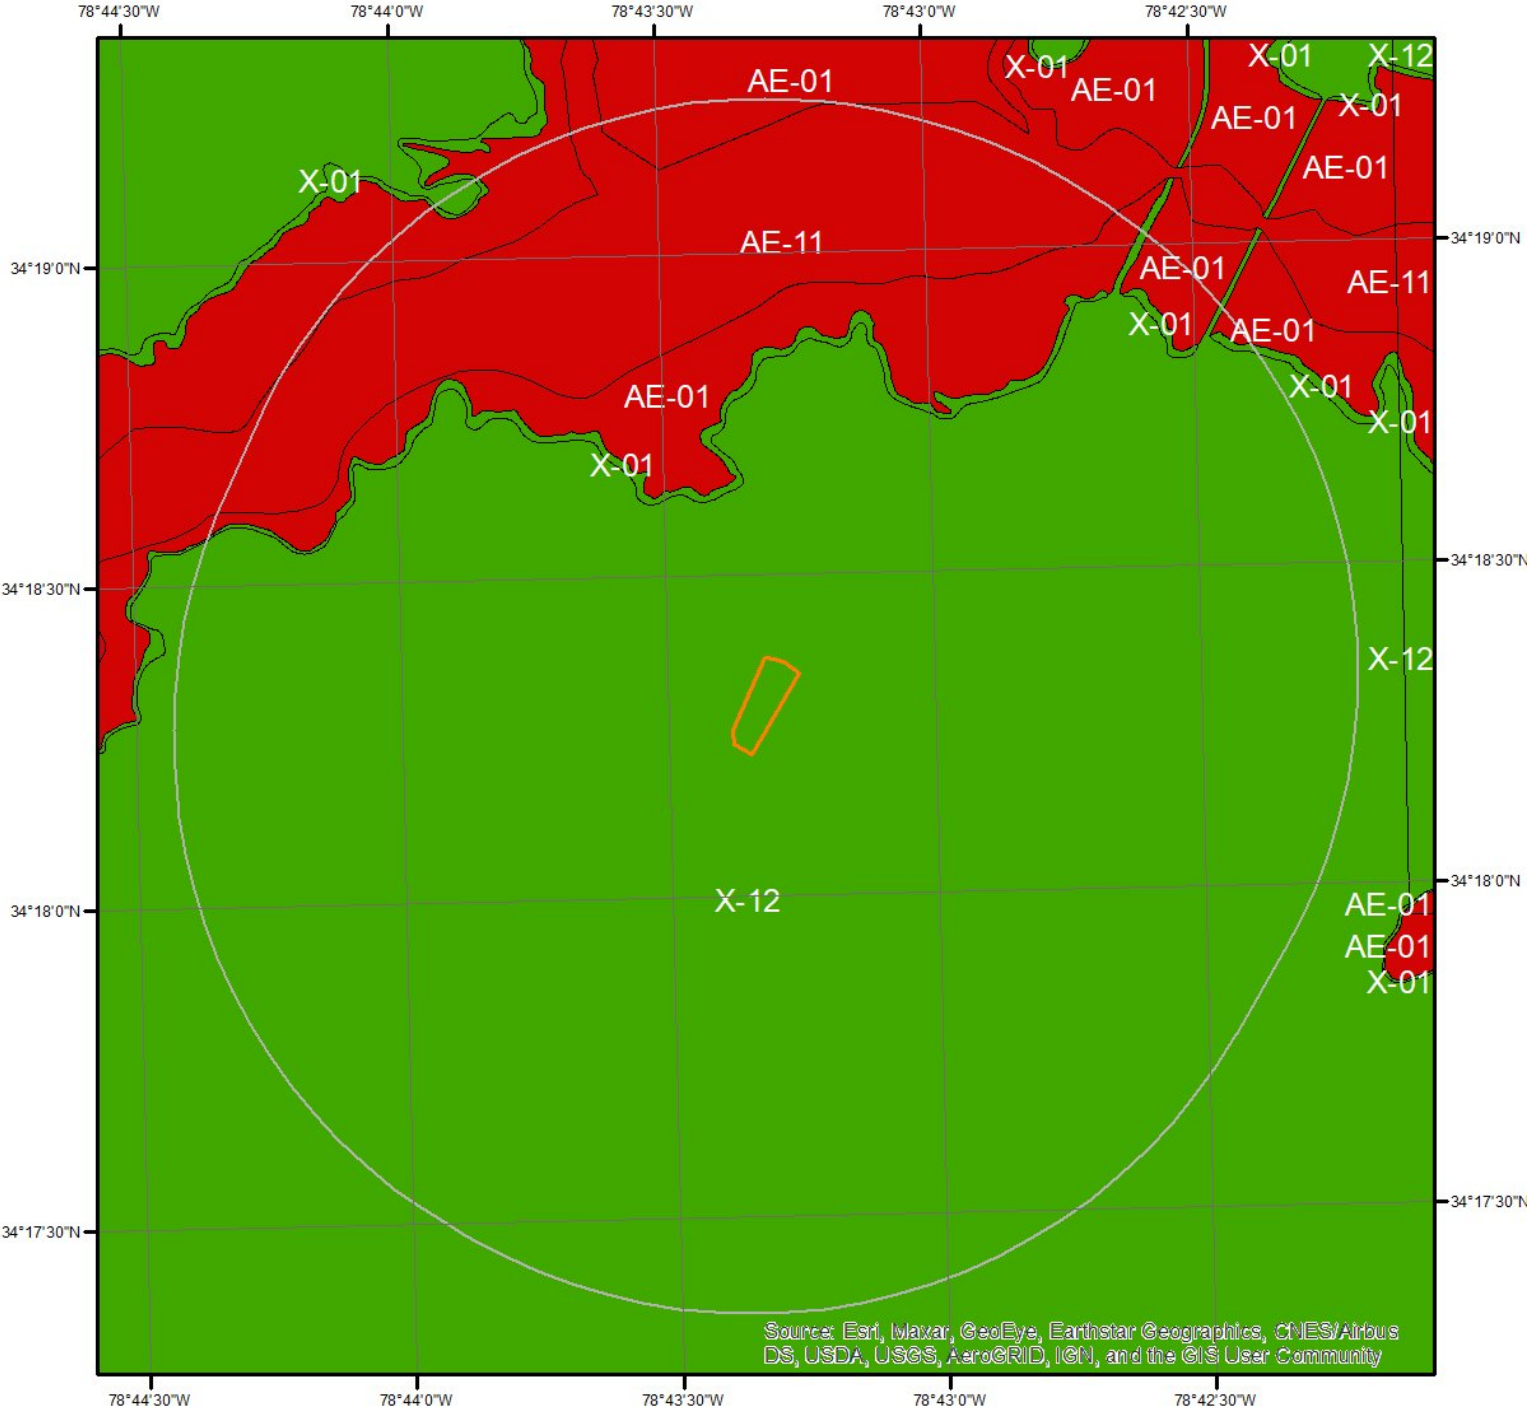 78°44'30"W 78°44'0"W 78°43'30"W 78°43'0"W 78°42'30"W
X-01 X-12
X-01
AE-01
AE-01
X-01
AE-01
AE-01
X-01
AE-11
34°19'0"N
34°19'0"N
AE-01
AE-11
X-01
AE-01
X-01
AE-01
X-01
X-01
34°18'30"N
34°18'30"N
X-12
34°18'0"N
X-12
AE-01
34°18'0"N
AE-01
X-01
34°17'30"N
34°17'30"N
Source: Esri, Maxar, GeoEye, Earthstar Geographics, CNES/Airbus
DS, USDA, USGS, AeroGRID, IGN, and the GIS User Community
78°44'30"W 78°44'0"W 78°43'30"W 78°43'0"W 78°42'30"W